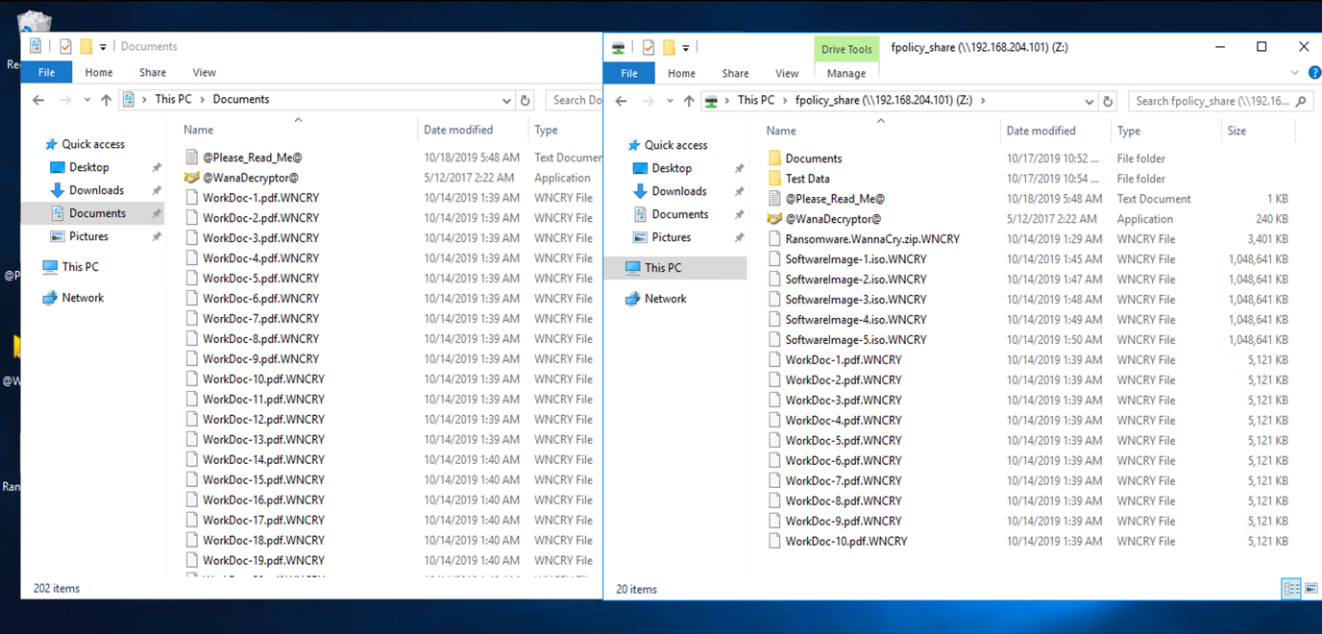 Documents
File Home Share View
This PC > Documents
Search Do
Name Date modified Type
Quick access
Desktop
Downloads
Documents
Pictures
This PC
Network
@Please_Read_Me@ 10/18/2019 5:48 AM Text Documen
@WanaDecryptor@ 5/12/2017 2:22 AM Application
WorkDoc-1.pdf.WNCRY 10/14/2019 1:39 AM WNCRY File
WorkDoc-2.pdf.WNCRY 10/14/2019 1:39 AM WNCRY File
WorkDoc-3.pdf.WNCRY 10/14/2019 1:39 AM WNCRY File
WorkDoc-4.pdf.WNCRY 10/14/2019 1:39 AM WNCRY File
WorkDoc-5.pdf.WNCRY 10/14/2019 1:39 AM WNCRY File
WorkDoc-6.pdf.WNCRY 10/14/2019 1:39 AM WNCRY File
WorkDoc-7.pdf.WNCRY 10/14/2019 1:39 AM WNCRY File
WorkDoc-8.pdf.WNCRY 10/14/2019 1:39 AM WNCRY File
WorkDoc-9.pdf.WNCRY 10/14/2019 1:39 AM WNCRY File
WorkDoc-10.pdf.WNCRY 10/14/2019 1:39 AM WNCRY File
WorkDoc-11.pdf.WNCRY 10/14/2019 1:39 AM WNCRY File
WorkDoc-12.pdf.WNCRY 10/14/2019 1:39 AM WNCRY File
WorkDoc-13.pdf.WNCRY 10/14/2019 1:39 AM WNCRY File
WorkDoc-14.pdf.WNCRY 10/14/2019 1:40 AM WNCRY File
WorkDoc-15.pdf.WNCRY 10/14/2019 1:40 AM WNCRY File
WorkDoc-16.pdf.WNCRY 10/14/2019 1:40 AM WNCRY File
WorkDoc-17.pdf.WNCRY 10/14/2019 1:40 AM WNCRY File
WorkDoc-18.pdf.WNCRY 10/14/2019 1:40 AM WNCRY File
WorkDoc-19.pdf.WNCRY 10/14/2019 1:40 AM WNCRY File
202 items
Drive Tools fpolicy_share (\\192.168.204.101) (Z:)
File Home Share View Manage
This PC > fpolicy_share (\\192.168.204.101) (Z:) >
Search fpolicy_share (\\192.16...
Name Date modified Type Size
Quick access
Desktop
Downloads
Documents
Pictures
This PC
Network
Documents 10/17/2019 10:52 ... File folder
Test Data 10/17/2019 10:54 ... File folder
@Please_Read_Me@ 10/18/2019 5:48 AM Text Document 1 KB
@WanaDecryptor@ 5/12/2017 2:22 AM Application 240 KB
Ransomware.WannaCry.zip.WNCRY 10/14/2019 1:29 AM WNCRY File 3,401 KB
SoftwareImage-1.iso.WNCRY 10/14/2019 1:45 AM WNCRY File 1,048,641 KB
SoftwareImage-2.iso.WNCRY 10/14/2019 1:47 AM WNCRY File 1,048,641 KB
SoftwareImage-3.iso.WNCRY 10/14/2019 1:48 AM WNCRY File 1,048,641 KB
SoftwareImage-4.iso.WNCRY 10/14/2019 1:49 AM WNCRY File 1,048,641 KB
SoftwareImage-5.iso.WNCRY 10/14/2019 1:50 AM WNCRY File 1,048,641 KB
WorkDoc-1.pdf.WNCRY 10/14/2019 1:39 AM WNCRY File 5,121 KB
WorkDoc-2.pdf.WNCRY 10/14/2019 1:39 AM WNCRY File 5,121 KB
WorkDoc-3.pdf.WNCRY 10/14/2019 1:39 AM WNCRY File 5,121 KB
WorkDoc-4.pdf.WNCRY 10/14/2019 1:39 AM WNCRY File 5,121 KB
WorkDoc-5.pdf.WNCRY 10/14/2019 1:39 AM WNCRY File 5,121 KB
WorkDoc-6.pdf.WNCRY 10/14/2019 1:39 AM WNCRY File 5,121 KB
WorkDoc-7.pdf.WNCRY 10/14/2019 1:39 AM WNCRY File 5,121 KB
WorkDoc-8.pdf.WNCRY 10/14/2019 1:39 AM WNCRY File 5,121 KB
WorkDoc-9.pdf.WNCRY 10/14/2019 1:39 AM WNCRY File 5,121 KB
WorkDoc-10.pdf.WNCRY 10/14/2019 1:39 AM WNCRY File 5,121 KB
20 items
Re
@P
@W
Ran